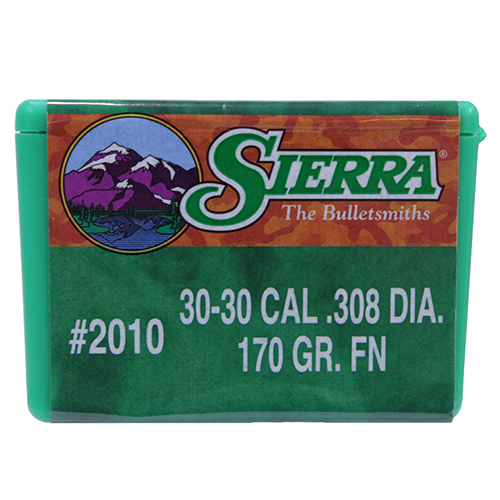 SIERRA®
The Bulletsmiths
#2010
30-30 CAL .308 DIA.
170 GR. FN